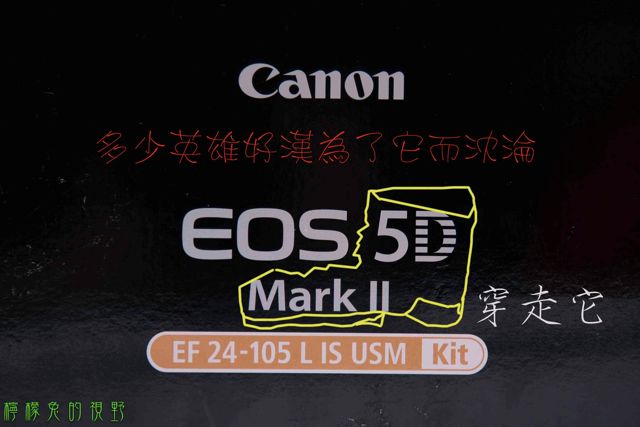 Canon
多少英雄好漢為了它而沈淪
EOS 5D
Mark II
穿走它
EF 24-105 L IS USM Kit
檸檬兔的視野